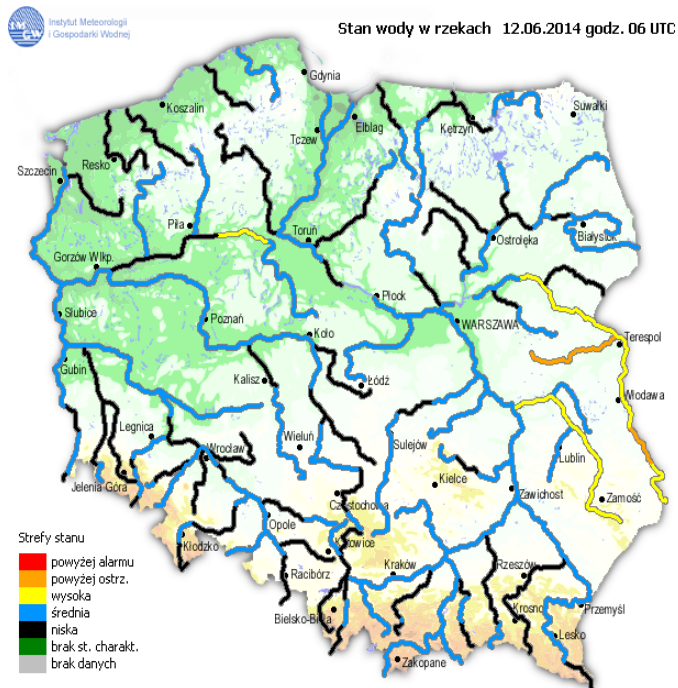 Instytut Meteorologii
i Gospodarki Wodnej
Stan wody w rzekach 12.06.2014 godz. 06 UTC
Gdynia
Koszalin
Suwałki
Elbląg
Kętrzyn
Tczew
Resko
Szczecin
Piła
Toruń
Ostrołęka
Białystok
Gorzów Wlkp.
Płock
Słubice
Poznań
WARSZAWA
Koło
Terespol
Gubin
Kalisz
Łódź
Włodawa
Legnica
Wieluń
Sulejów
Wrocław
Lublin
Jelenia Góra
Kielce
Zawichost
Zamość
Częstochowa
Opole
Kłodzko
Katowice
Racibórz
Kraków
Rzeszów
Bielsko-Biała
Krosno
Przemyśl
Lesko
Zakopane
Strefy stanu
powyżej alarmu
powyżej ostrz.
wysoka
średnia
niska
brak st. charakt.
brak danych